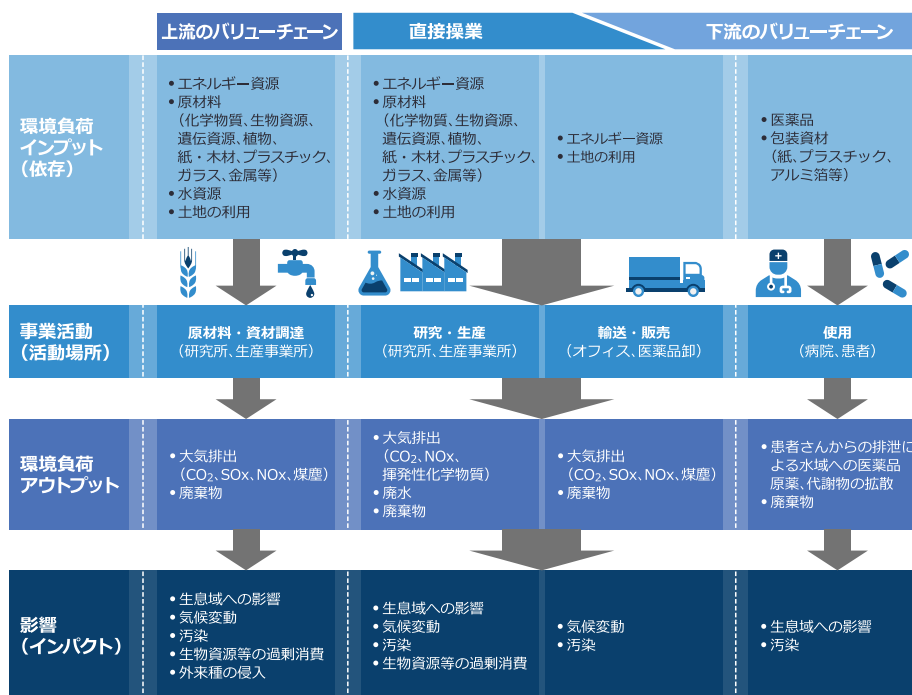 上流のバリューチェーン
直接操業
下流のバリューチェーン
環境負荷
インプット
（依存）
• エネルギー資源
• 原材料
（化学物質、生物資源、
遺伝資源、植物、
紙・木材、プラスチック、
ガラス、金属等）
• 水資源
• 土地の利用
• エネルギー資源
• 原材料
（化学物質、生物資源、
遺伝資源、植物、
紙・木材、プラスチック、
ガラス、金属等）
• 水資源
• 土地の利用
• エネルギー資源
• 土地の利用
• 医薬品
• 包装資材
（紙、プラスチック、
アルミ箔等）
事業活動
（活動場所）
原材料・資材調達
（研究所、生産事業所）
研究・生産
（研究所、生産事業所）
輸送・販売
（オフィス、医薬品卸）
使用
（病院、患者）
環境負荷
アウトプット
• 大気排出
（CO₂、SOx、NOx、煤塵）
• 廃棄物
• 大気排出
（CO₂、NOx、
揮発性化学物質）
• 廃水
• 廃棄物
• 大気排出
（CO₂、SOx、NOx、煤塵）
• 廃棄物
• 患者さんからの排泄に
よる水域への医薬品
原薬、代謝物の拡散
• 廃棄物
影響
（インパクト）
• 生息域への影響
• 気候変動
• 汚染
• 生物資源等の過剰消費
• 外来種の侵入
• 生息域への影響
• 気候変動
• 汚染
• 生物資源等の過剰消費
• 気候変動
• 汚染
• 生息域への影響
• 汚染